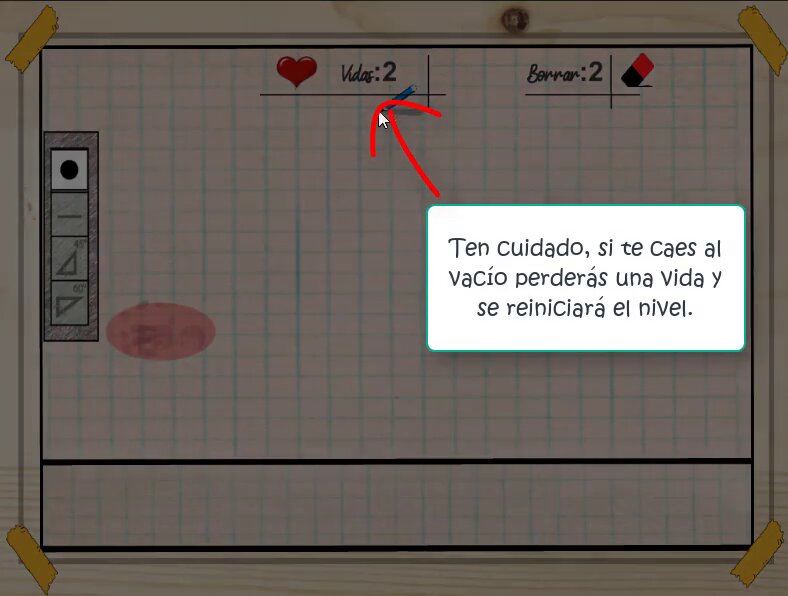 Vidas:2
Borrar:2
45°
60°
Ten cuidado, si te caes al
vacío perderás una vida y
se reiniciará el nivel.